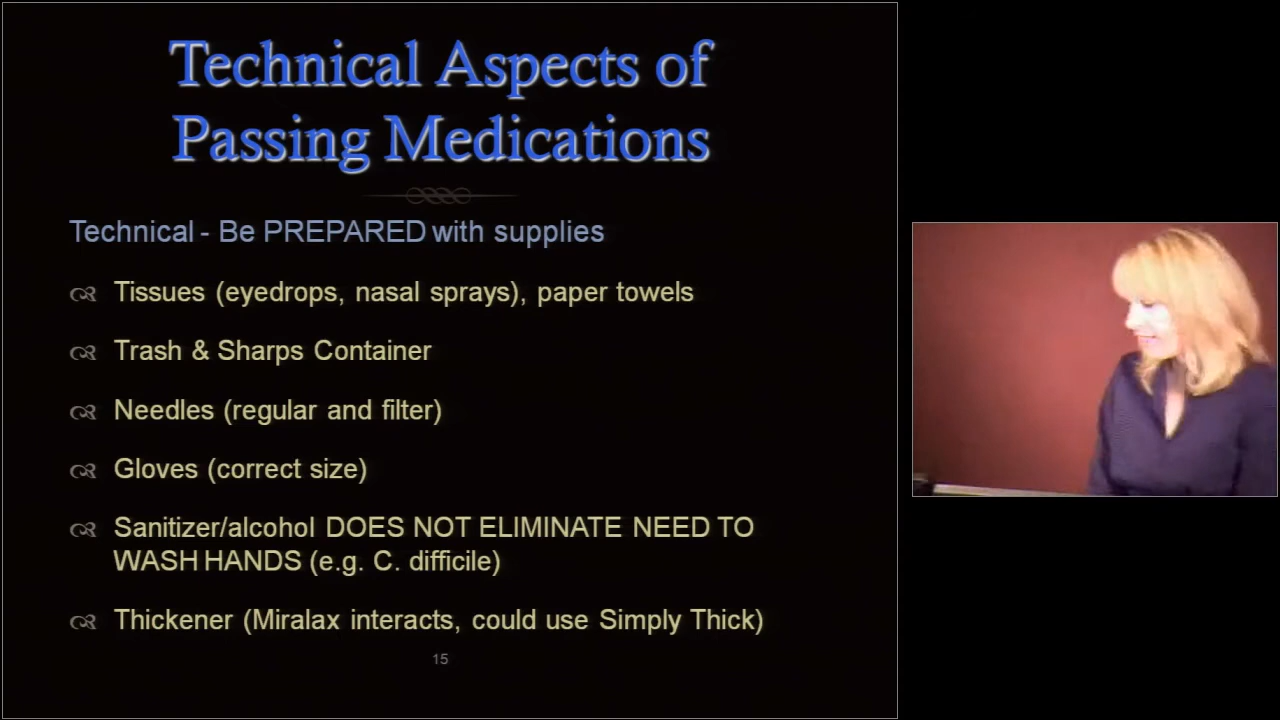 Technical Aspects of
Passing Medications
Technical - Be PREPARED with supplies
Tissues (eyedrops, nasal sprays), paper towels
Trash & Sharps Container
Needles (regular and filter)
Gloves (correct size)
Sanitizer/alcohol DOES NOT ELIMINATE NEED TO
WASH HANDS (e.g. C. difficile)
Thickener (Miralax interacts, could use Simply Thick)
15